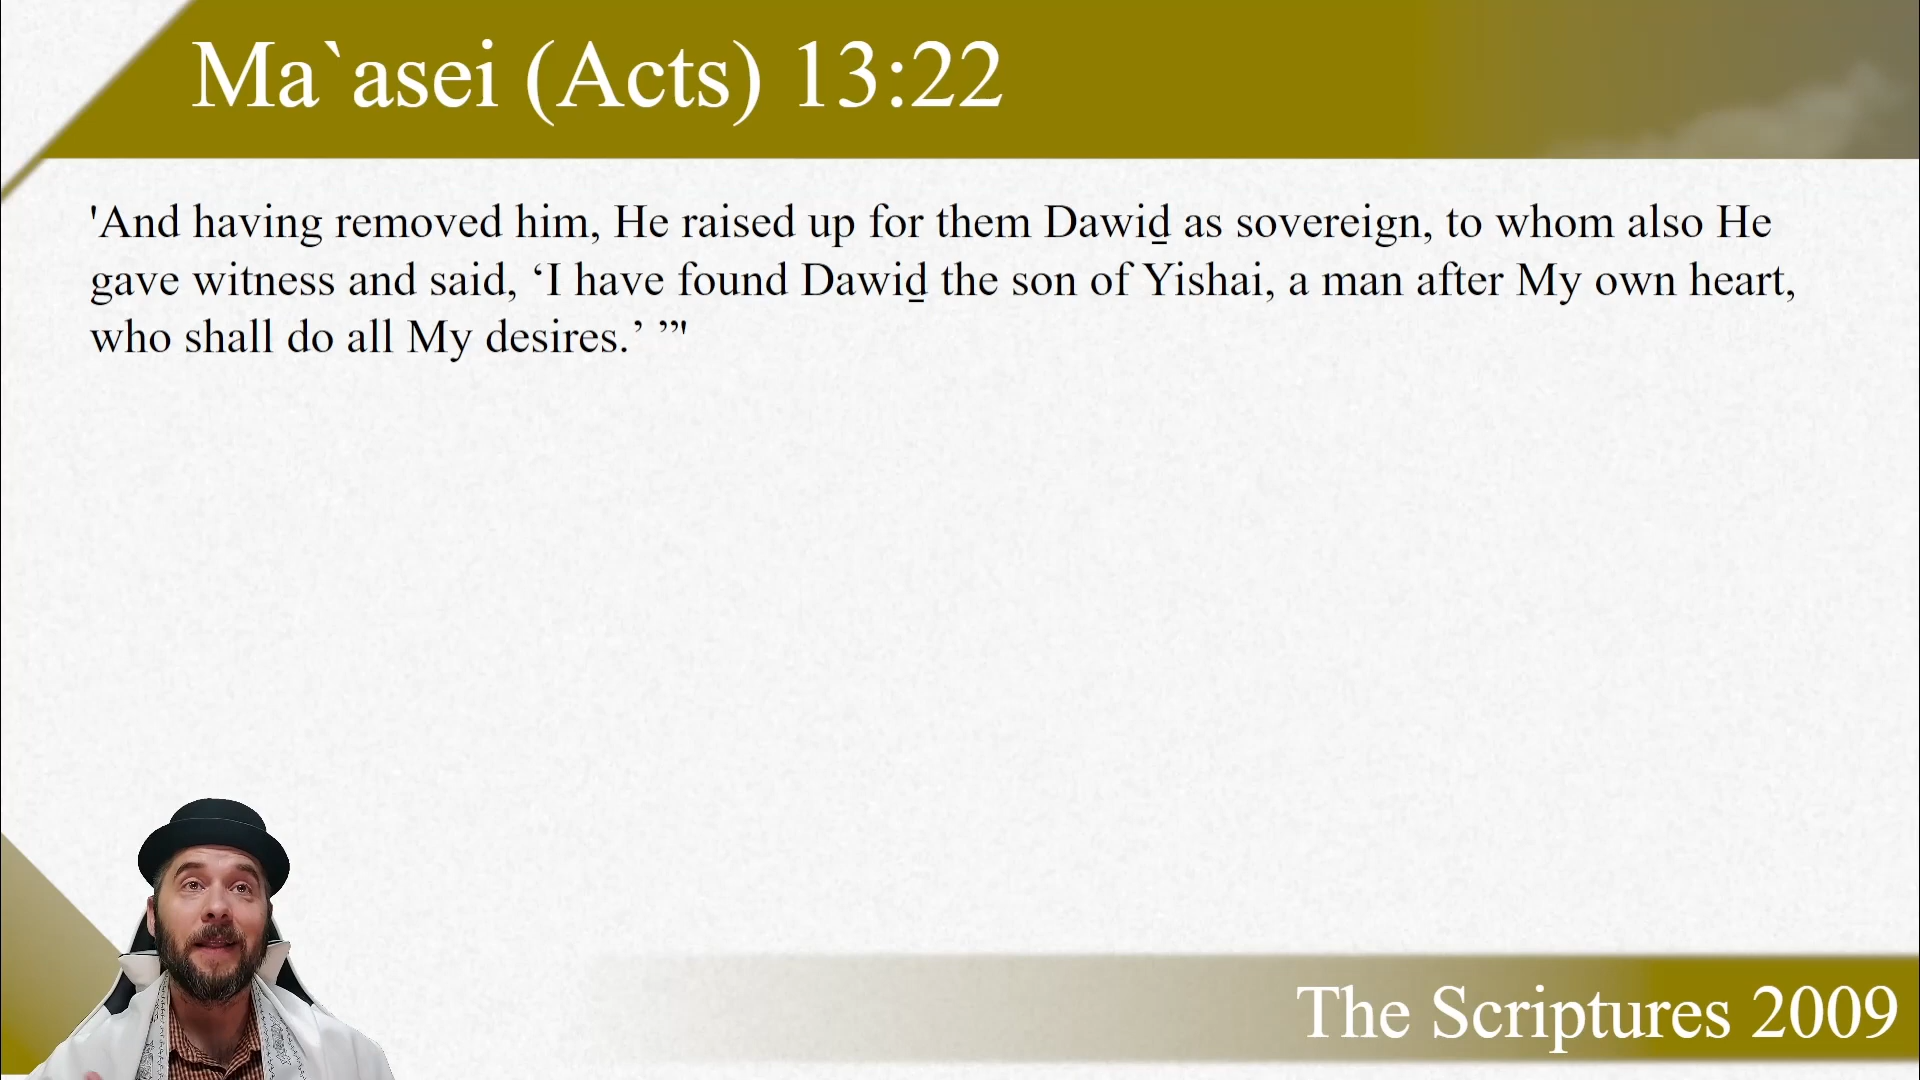 Ma`asei (Acts) 13:22
'And having removed him, He raised up for them Dawiḏ as sovereign, to whom also He
gave witness and said, ‘I have found Dawiḏ the son of Yishai, a man after My own heart,
who shall do all My desires.’ ”'
The Scriptures 2009